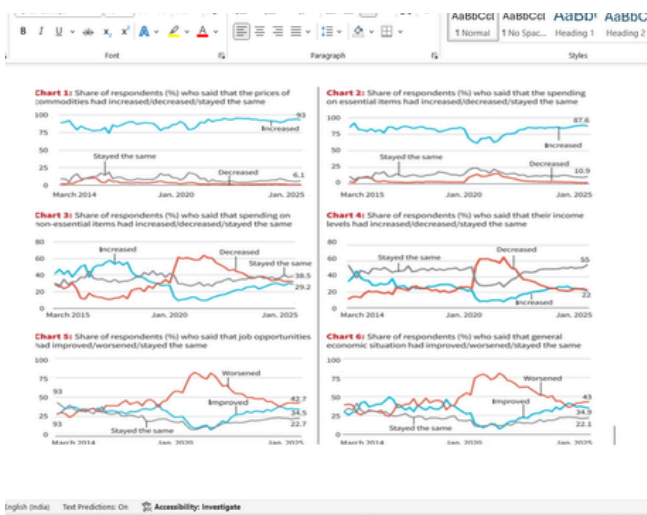 AaBbCcI AaBbCcI AaBbC AaBbC
B I U ab x₂ x² A A
1 Normal 1 No Spac... Heading 1 Heading 2
Font Paragraph Styles
Chart 1: Share of respondents (%) who said that the prices of
commodities had increased/decreased/stayed the same
100
93
Increased
75
50
Stayed the same
25
Decreased
6.1
0
March 2014 Jan. 2020 Jan. 2025
Chart 2: Share of respondents (%) who said that the spending
on essential items had increased/decreased/stayed the same
100
87.6
75
Increased
50
Stayed the same
Decreased
25
10.9
0
March 2015 Jan. 2020 Jan. 2025
Chart 3: Share of respondents (%) who said that spending on
non-essential items had increased/decreased/stayed the same
80
Increased
Decreased
60
Stayed the same
40
38.5
29.2
20
0
March 2015 Jan. 2020 Jan. 2025
Chart 4: Share of respondents (%) who said that their income
levels had increased/decreased/stayed the same
80
Decreased
Stayed the same
60
55
40
20
22
Increased
0
March 2014 Jan. 2020 Jan. 2025
Chart 5: Share of respondents (%) who said that job opportunities
had improved/worsened/stayed the same
100
Worsened
75
93
50
Improved
42.7
34.5
25
93
22.7
Stayed the same
0
March 2014 Jan. 2020 Jan. 2025
Chart 6: Share of respondents (%) who said that general
economic situation had improved/worsened/stayed the same
100
75
Worsened
50
Improved
43
34.9
25
22.1
Stayed the same
0
March 2014 Jan. 2020 Jan. 2025
English (India) Text Predictions: On Accessibility: Investigate